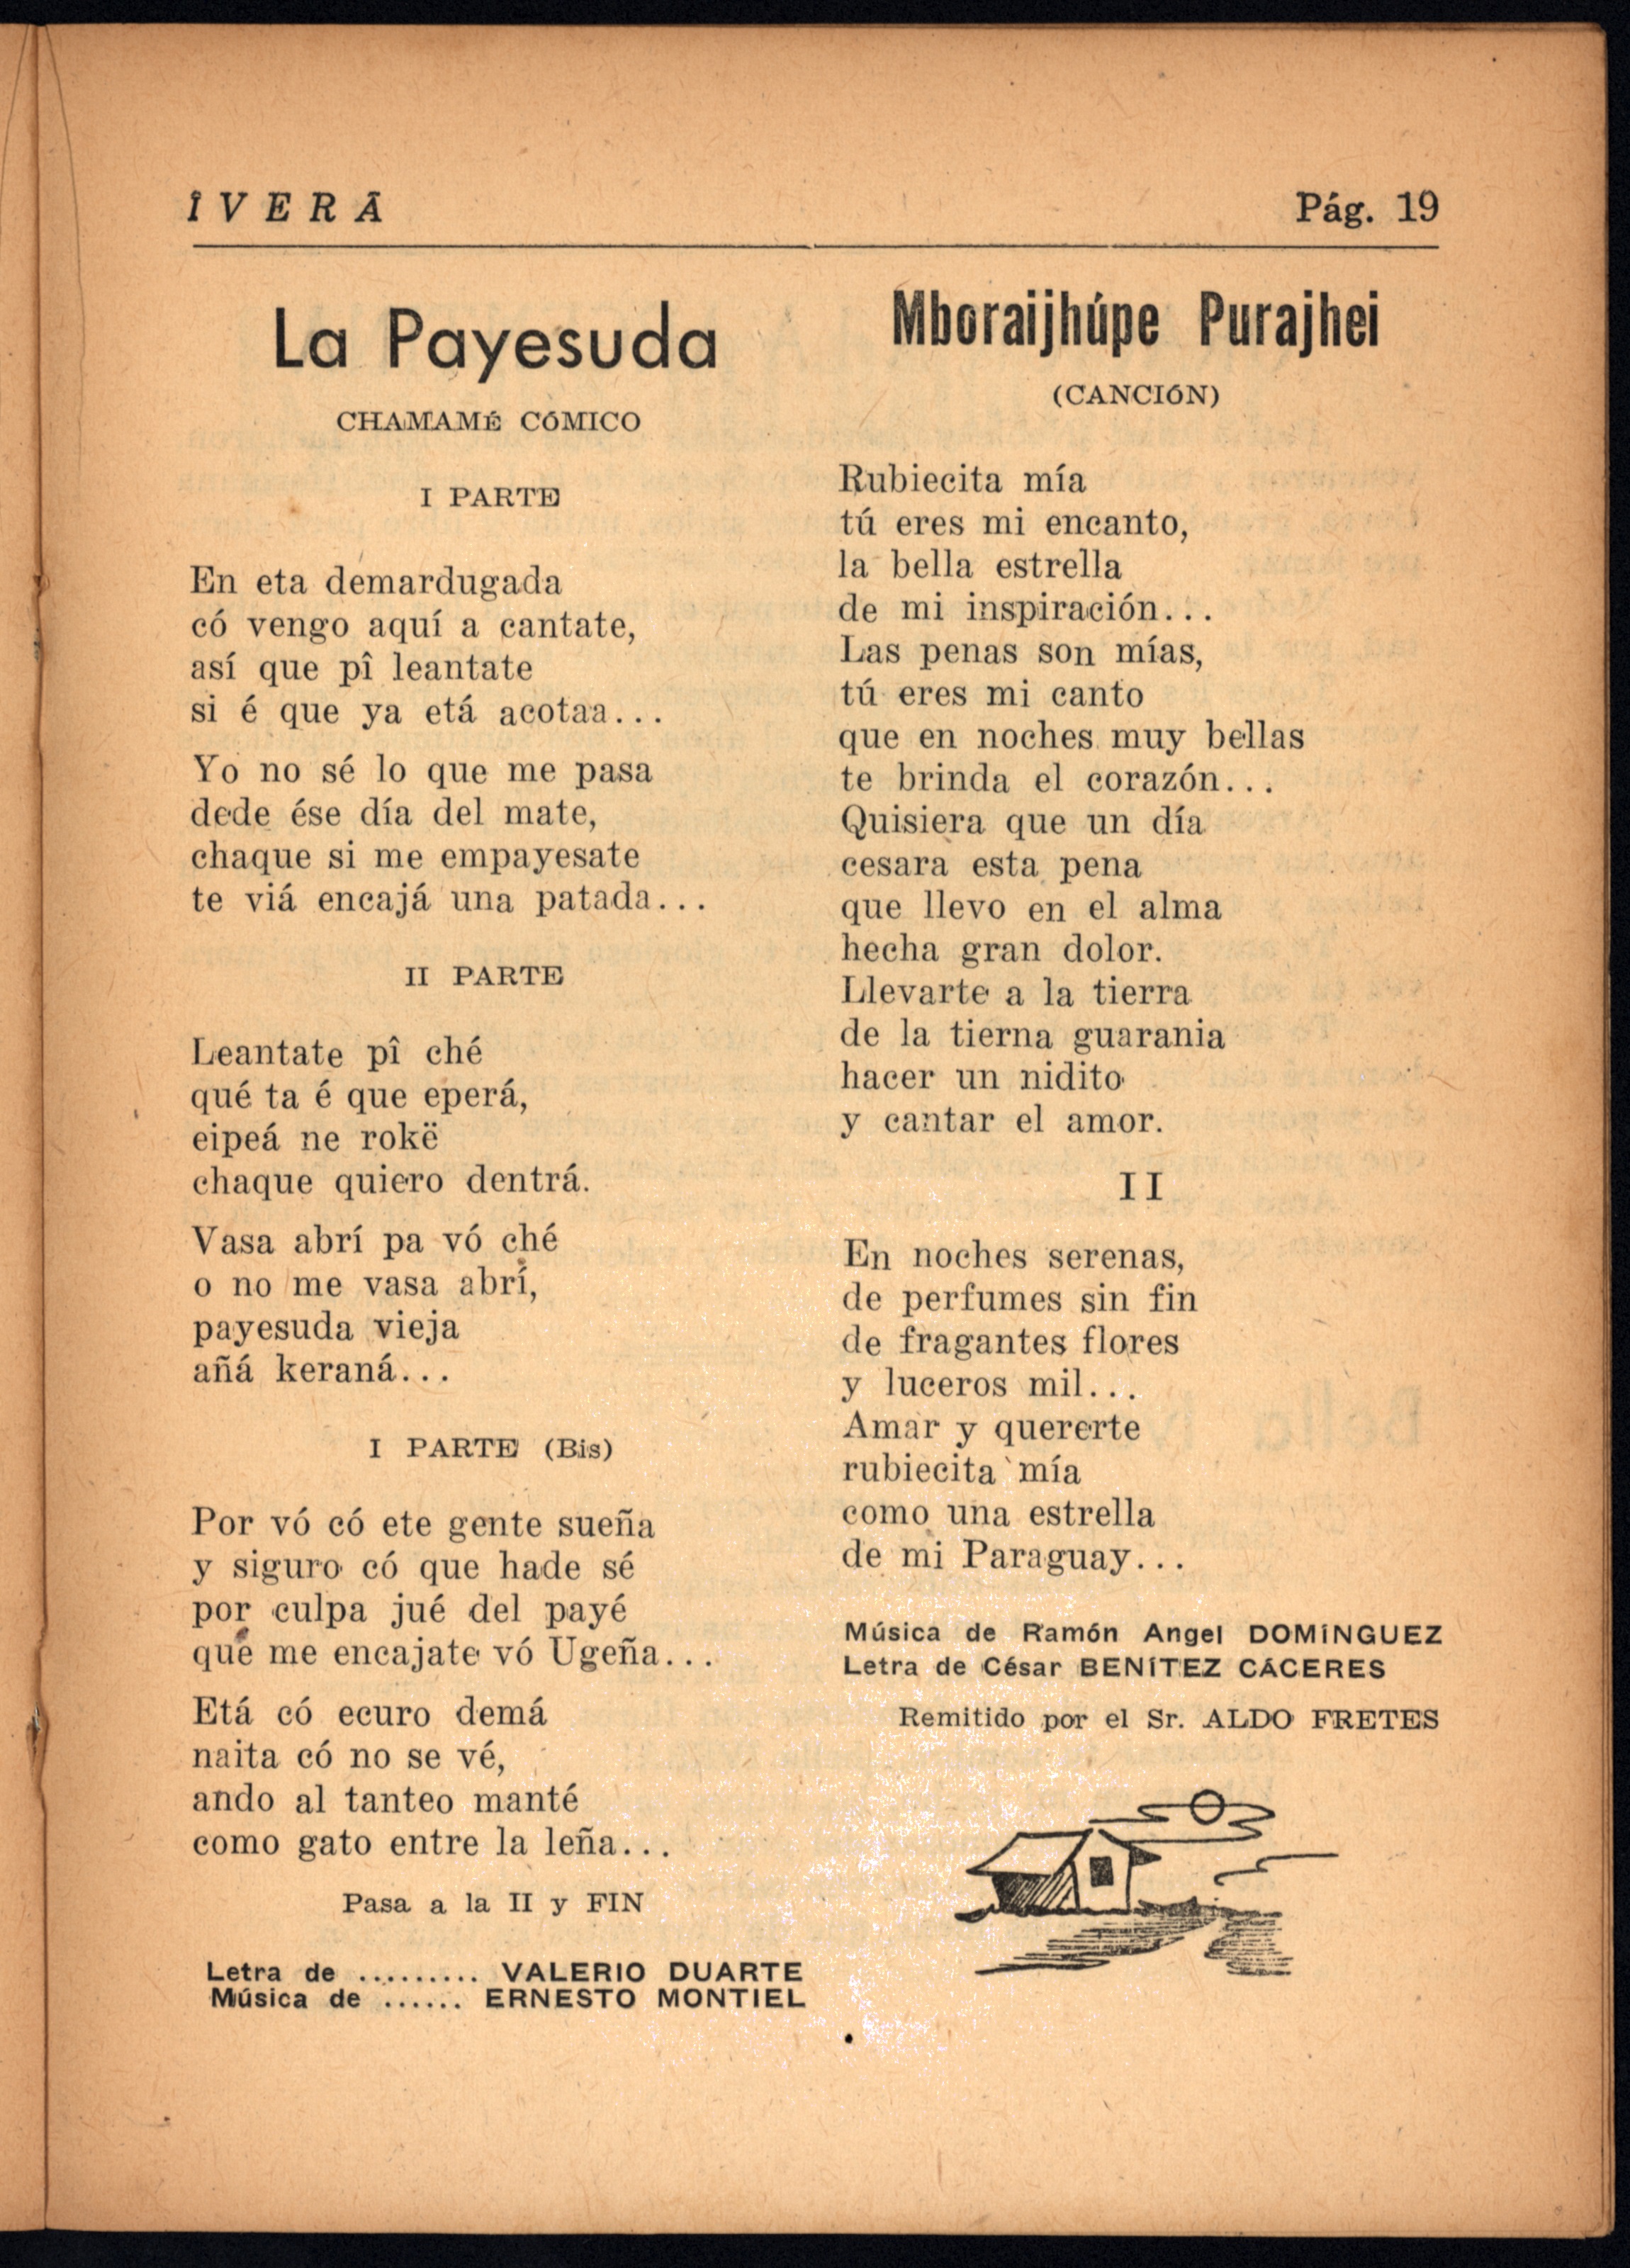 ÎVERÃ
Pág. 19
La Payesuda
CHAMAMÉ CÓMICO
I PARTE
En eta demardugada
có vengo aquí a cantate,
así que pî leantate
si é que ya etá acotaa...
Yo no sé lo que me pasa
dede ése día del mate,
chaque si me empayesate
te viá encajá una patada...
II PARTE
Leantate pî ché
qué ta é que eperá,
eipeá ne rokë
chaque quiero dentrá.
Vasa abrí pa vó ché
o no me vasa abrí,
payesuda vieja
añá keraná...
I PARTE (Bis)
Por vó có ete gente sueña
y siguro có que hade sé
por culpa jué del payé
que me encajate vó Ugeña...
Etá có ecuro demá
naita có no se vé,
ando al tanteo manté
como gato entre la leña...
Pasa a la II y FIN
Letra de ......... VALERIO DUARTE
Música de ...... ERNESTO MONTIEL
Mboraijhúpe Purajhei
(CANCIÓN)
Rubiecita mía
tú eres mi encanto,
la bella estrella
de mi inspiración...
Las penas son mías,
tú eres mi canto
que en noches muy bellas
te brinda el corazón...
Quisiera que un día
cesara esta pena
que llevo en el alma
hecha gran dolor.
Llevarte a la tierra
de la tierna guarania
hacer un nidito
y cantar el amor.
II
En noches serenas,
de perfumes sin fin
de fragantes flores
y luceros mil...
Amar y quererte
rubiecita mía
como una estrella
de mi Paraguay...
Música de Ramón Angel DOMÍNGUEZ
Letra de César BENÍTEZ CÁCERES
Remitido por el Sr. ALDO FRETES